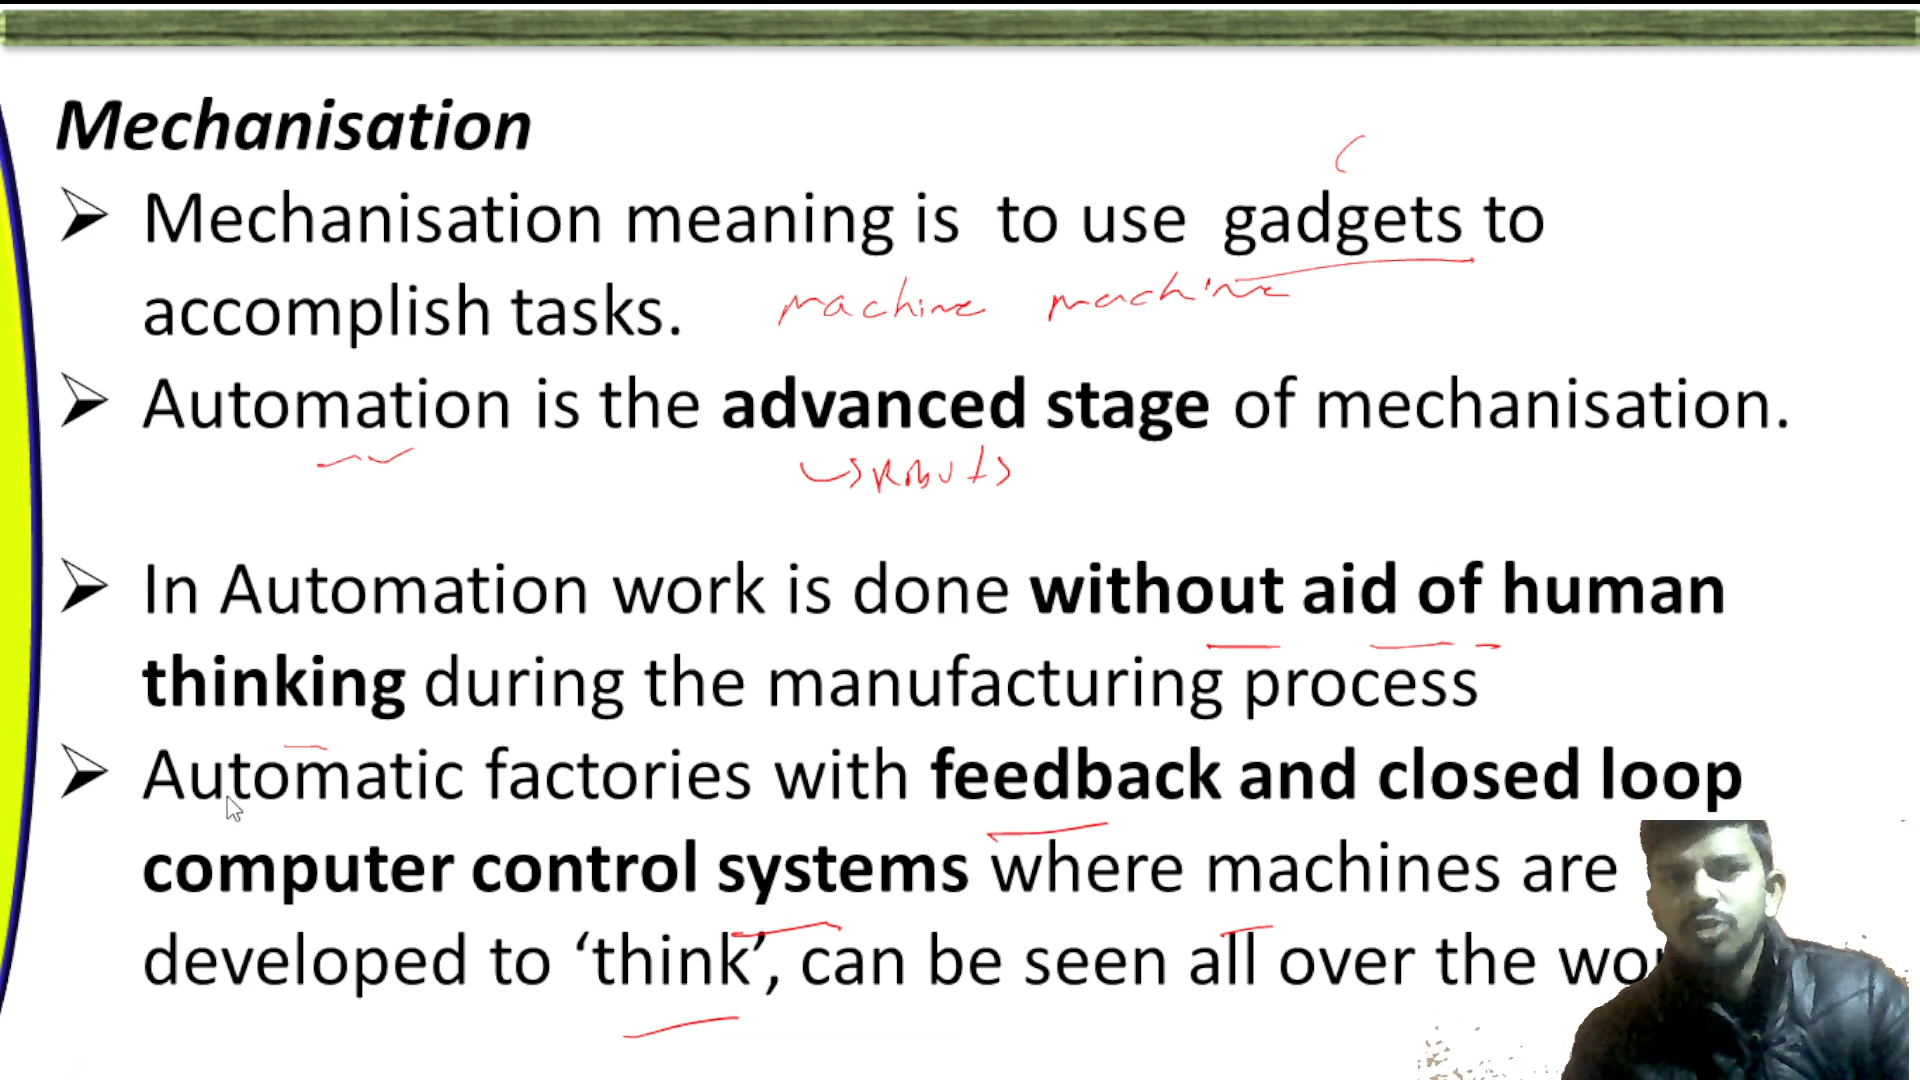 Mechanisation
Mechanisation meaning is to use gadgets to
accomplish tasks.
machine machine
Automation is the advanced stage of mechanisation.
Robots
In Automation work is done without aid of human
thinking during the manufacturing process
Automatic factories with feedback and closed loop
computer control systems where machines are
developed to ‘think’, can be seen all over the wo